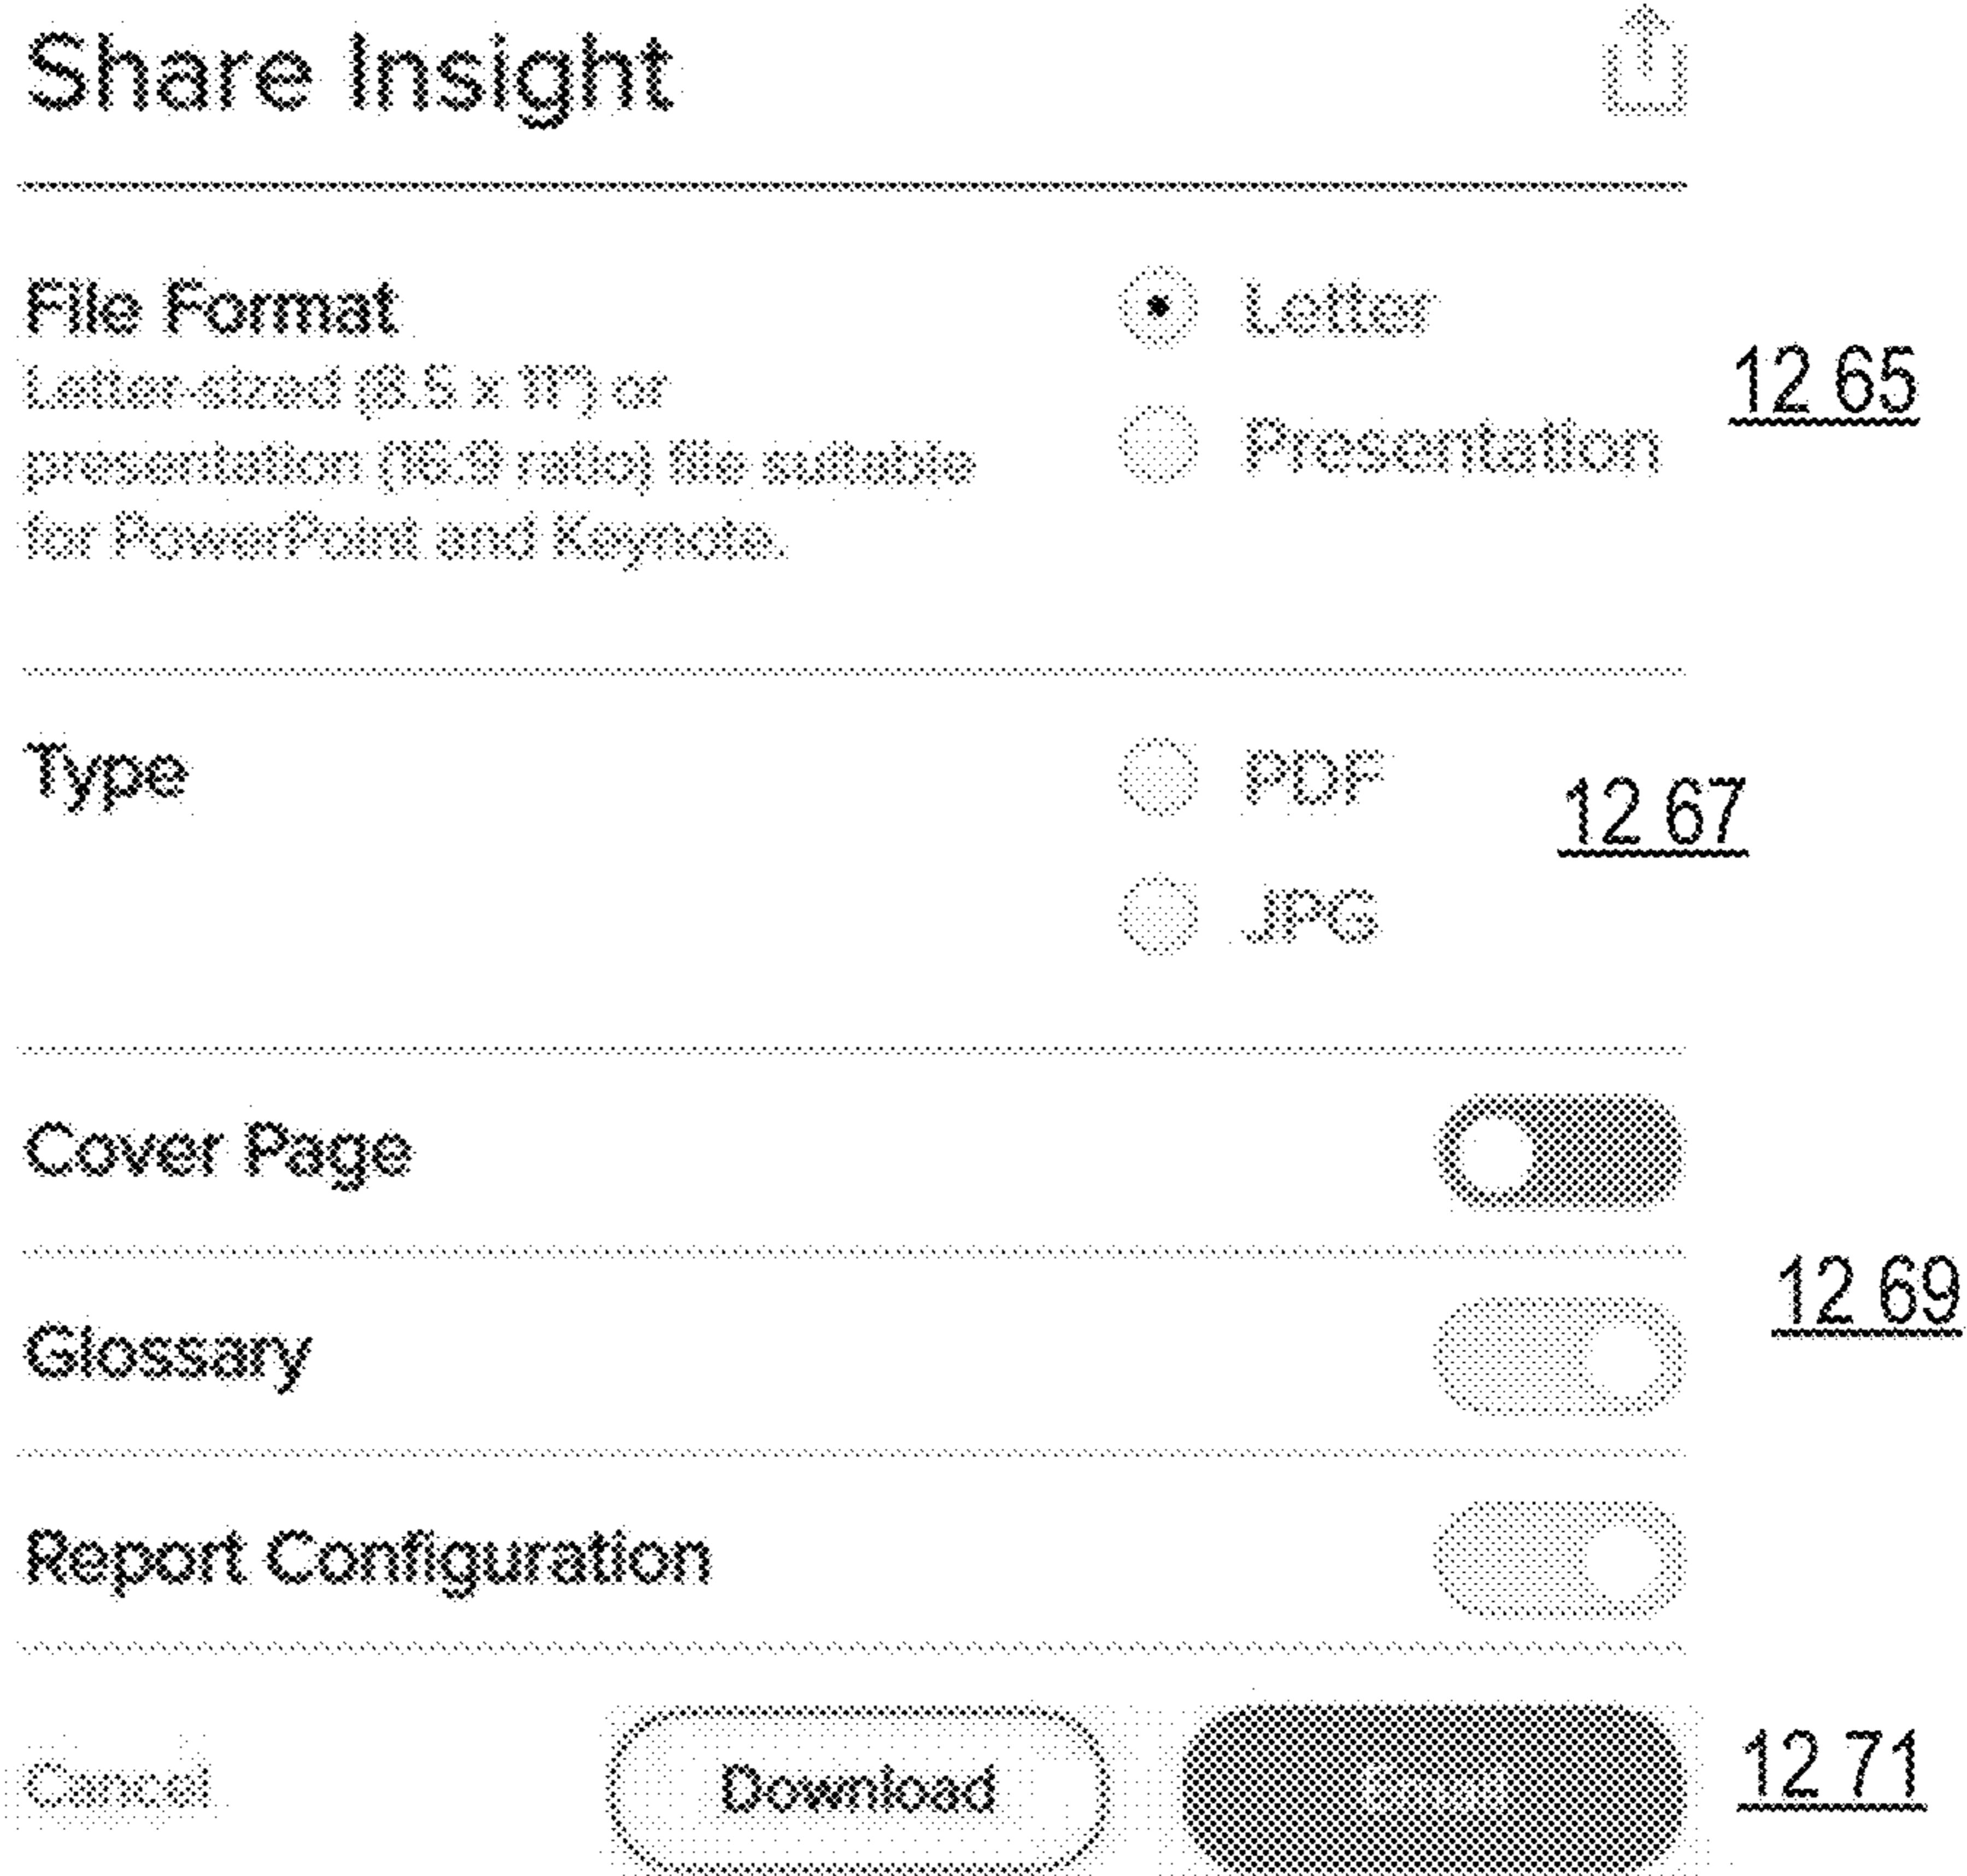 Share Insight
File Format
Letter-sized (8.5 x 11") or
presentation (16:9 ratio) file suitable
for PowerPoint and Keynote.
Letter
Presentation
12 65
Type
PDF
JPG
12 67
Cover Page
Glossary
Report Configuration
12 69
Cancel
Download
12 71